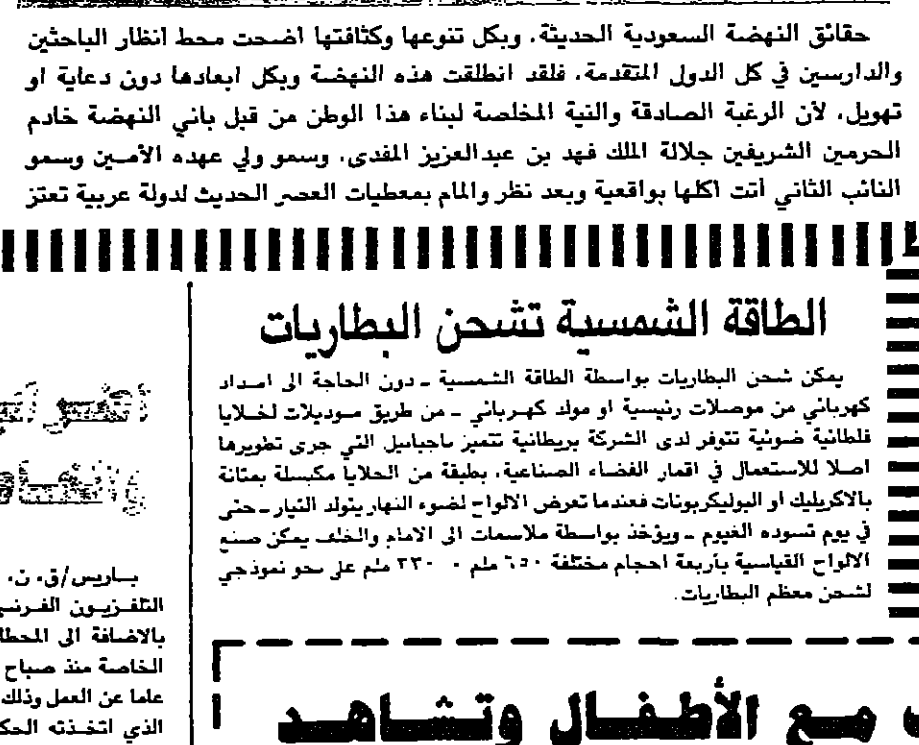 حقائق النهضة السعودية الحديثة، وبكل تنوعها وكثافتها اضحت محط انظار الباحثين
والدارسين في كل الدول المتقدمة، فلقد انطلقت هذه النهضة وبكل ابعادها دون دعاية او
تهويل، لأن الرغبة الصادقة والنية المخلصة لبناء هذا الوطن من قبل باني النهضة خادم
الحرمين الشريفين جلالة الملك فهد بن عبدالعزيز المفدى، وسمو ولي عهده الأمين وسمو
النائب الثاني أتت اكلها بواقعية وبعد نظر والمام بمعطيات العصر الحديث لدولة عربية تعتز
الطاقة الشمسية تشحن البطاريات
يمكن شحن البطاريات بواسطة الطاقة الشمسية ـ دون الحاجة الى امداد
كهربائي من موصلات رئيسية او مولد كهربائي ـ من طريق موديلات لخلايا
فلطائية ضوئية تتوفر لدى الشركة بريطانية تتميز التي جرى تطويرها
اصلا للاستعمال في اقمار الفضاء الصناعية، بطبقة من الخلايا مكبسلة بمتانة
بالاكريليك او البوليكربونات فعندما تعرض الالواح لضوء النهار يتولد التيار ـ حتى
في يوم تسوده الغيوم ـ ويؤخذ بواسطة ملامسات الى الامام والخلف يمكن صنع
الالواح القياسية بأربعة احجام مختلفة ٦٥٠ ملم ٣٣٠ ملم على نحو نموذجي
لشحن معظم البطاريات.
باريس/ق. ن.
التلفزيون الفرنسي
بالاضافة الى
الخاصة منذ صباح
عاما عن العمل وذلك
الذي اتخذته
مع الأطفال وتشاهد